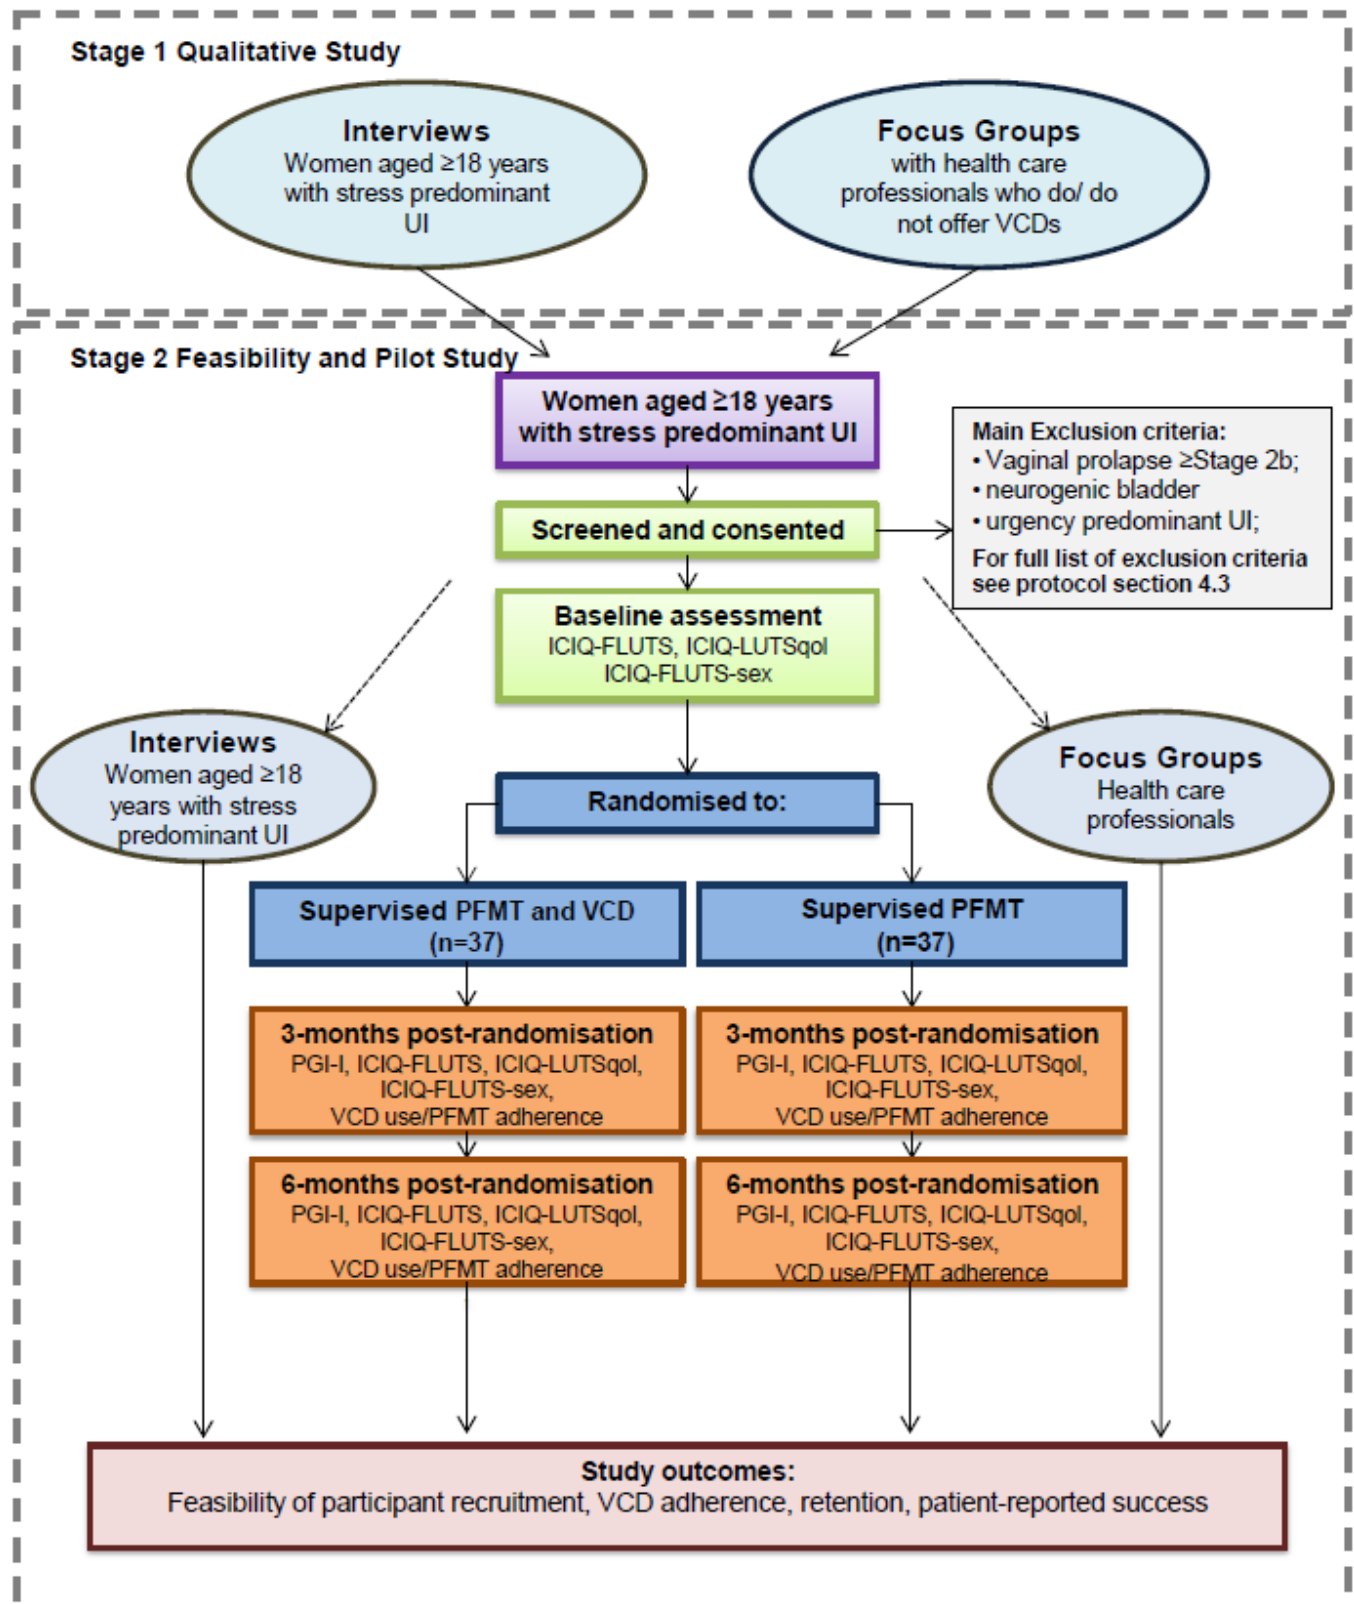 Stage 1 Qualitative Study
Interviews
Women aged ≥18 years
with stress predominant
UI
Focus Groups
with health care
professionals who do/ do
not offer VCDs
Stage 2 Feasibility and Pilot Study
Women aged ≥18 years
with stress predominant UI
Main Exclusion criteria:
• Vaginal prolapse ≥Stage 2b;
• neurogenic bladder
• urgency predominant UI;
For full list of exclusion criteria
see protocol section 4.3
Screened and consented
Baseline assessment
ICIQ-FLUTS, ICIQ-LUTSqol
ICIQ-FLUTS-sex
Interviews
Women aged ≥18
years with stress
predominant UI
Focus Groups
Health care
professionals
Randomised to:
Supervised PFMT and VCD
(n=37)
Supervised PFMT
(n=37)
3-months post-randomisation
PGI-I, ICIQ-FLUTS, ICIQ-LUTSqol,
ICIQ-FLUTS-sex,
VCD use/PFMT adherence
3-months post-randomisation
PGI-I, ICIQ-FLUTS, ICIQ-LUTSqol,
ICIQ-FLUTS-sex,
VCD use/PFMT adherence
6-months post-randomisation
PGI-I, ICIQ-FLUTS, ICIQ-LUTSqol,
ICIQ-FLUTS-sex,
VCD use/PFMT adherence
6-months post-randomisation
PGI-I, ICIQ-FLUTS, ICIQ-LUTSqol,
ICIQ-FLUTS-sex,
VCD use/PFMT adherence
Study outcomes:
Feasibility of participant recruitment, VCD adherence, retention, patient-reported success